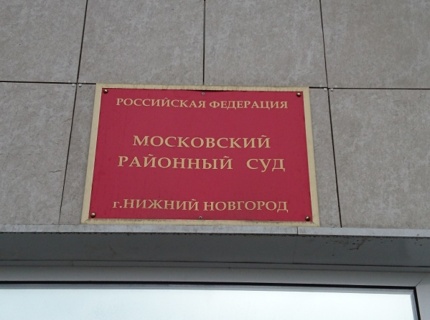 РОССИЙСКАЯ ФЕДЕРАЦИЯ
МОСКОВСКИЙ
РАЙОННЫЙ СУД
г.НИЖНИЙ НОВГОРОД